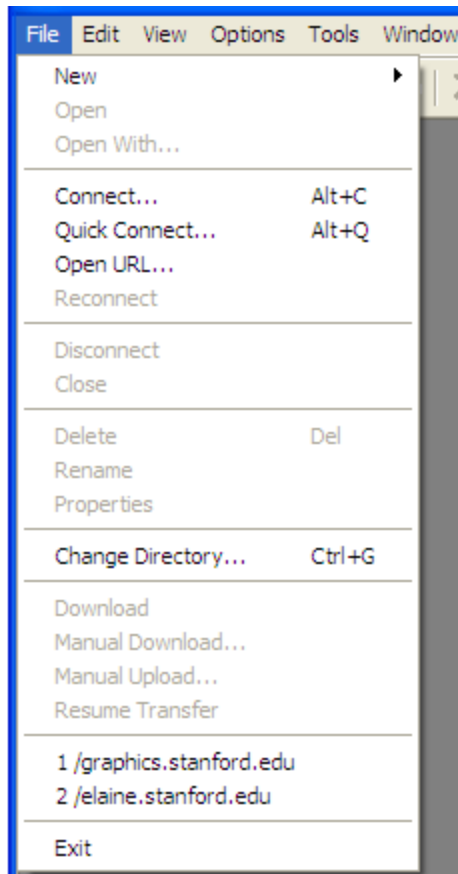 File Edit View Options Tools Window
New
Open
Open With...
Connect... Alt+C
Quick Connect... Alt+Q
Open URL...
Reconnect
Disconnect
Close
Delete Del
Rename
Properties
Change Directory... Ctrl+G
Download
Manual Download...
Manual Upload...
Resume Transfer
1 /graphics.stanford.edu
2 /elaine.stanford.edu
Exit